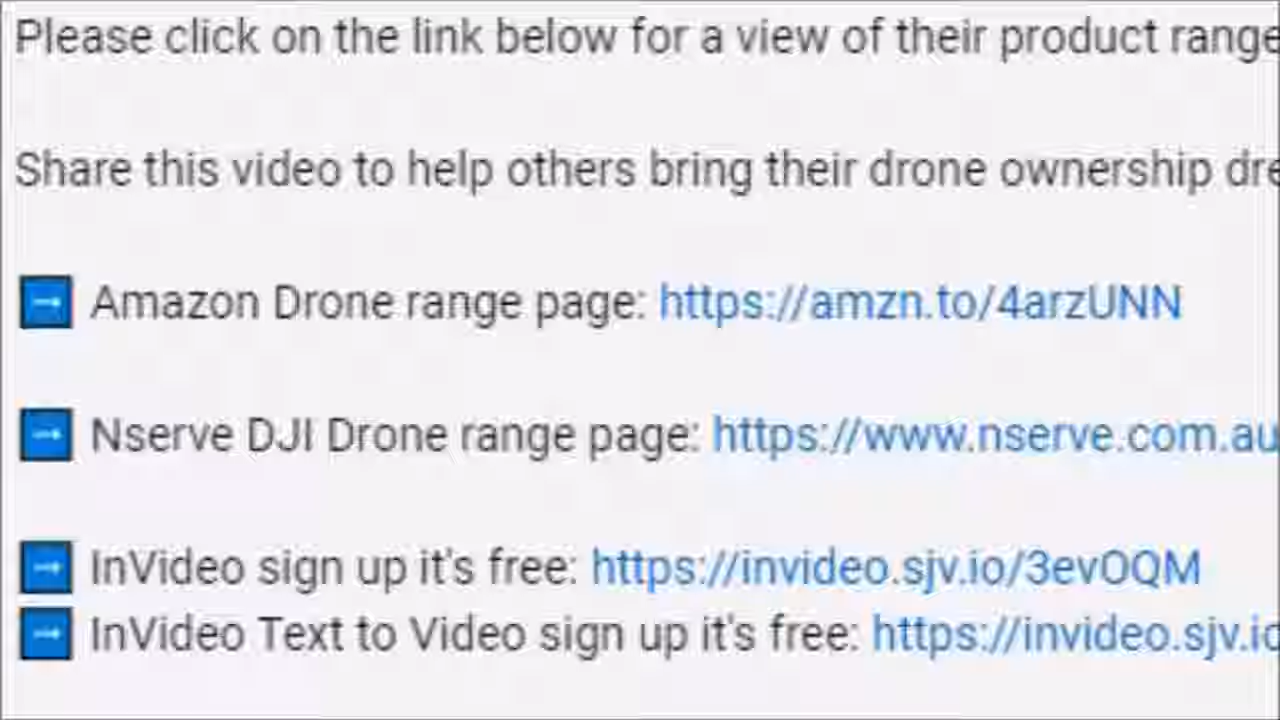 Please click on the link below for a view of their product range
Share this video to help others bring their drone ownership dre
➡ Amazon Drone range page: https://amzn.to/4arzUNN
➡ Nserve DJI Drone range page: https://www.nserve.com.au
➡ InVideo sign up it's free: https://invideo.sjv.io/3evOQM
➡ InVideo Text to Video sign up it's free: https://invideo.sjv.io